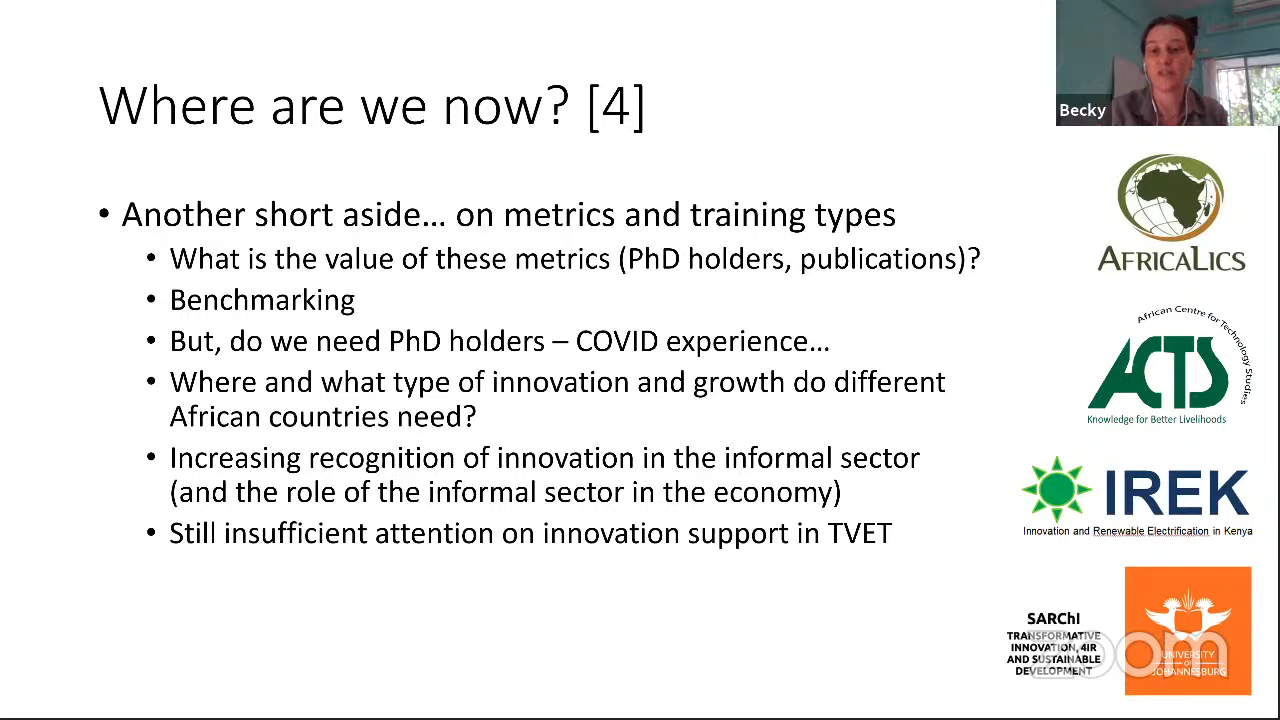 Where are we now? [4]
• Another short aside… on metrics and training types
• What is the value of these metrics (PhD holders, publications)?
• Benchmarking
• But, do we need PhD holders – COVID experience…
• Where and what type of innovation and growth do different
African countries need?
• Increasing recognition of innovation in the informal sector
(and the role of the informal sector in the economy)
• Still insufficient attention on innovation support in TVET
Becky
AFRICALICS
African Centre for Technology Studies
ACTS
Knowledge for Better Livelihoods
IREK
Innovation and Renewable Electrification in Kenya
SARChI
TRANSFORMATIVE
INNOVATION, 4IR
AND SUSTAINABLE
DEVELOPMENT
UNIVERSITY
OF
JOHANNESBURG
zoom